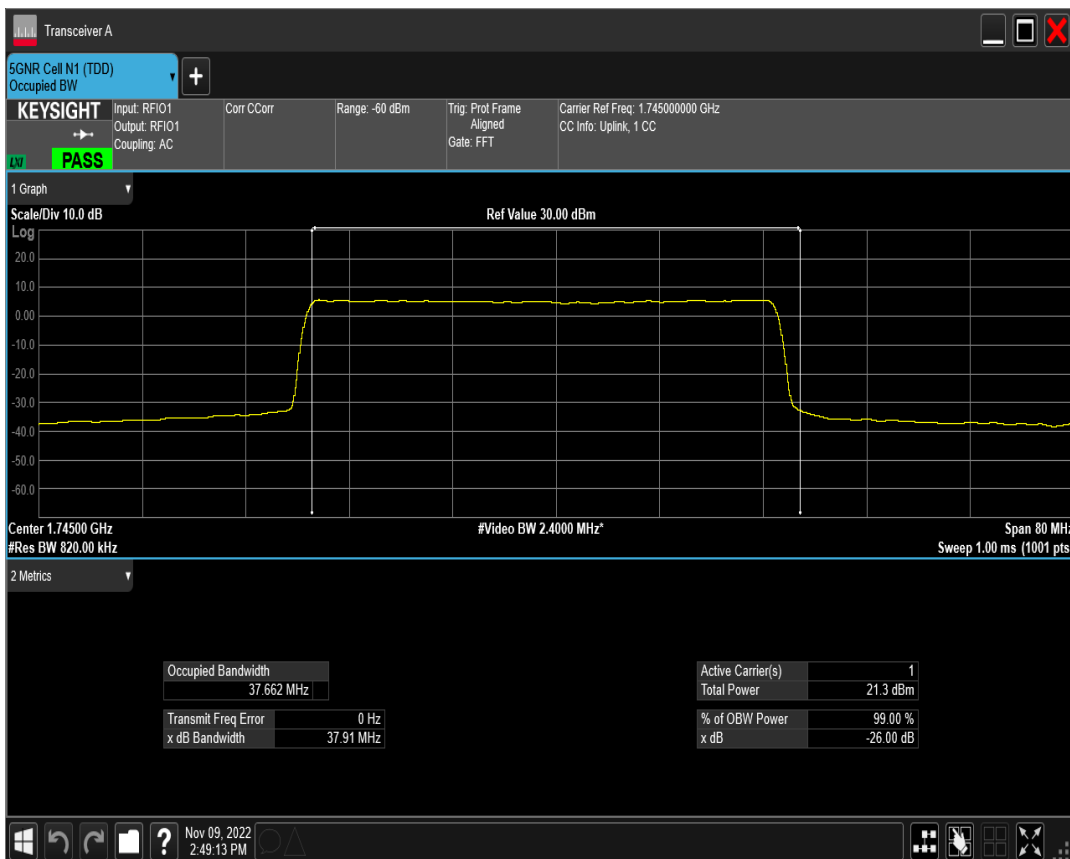 Transceiver A
5GNR Cell N1 (TDD)
Occupied BW
+
KEYSIGHT
LXI
PASS
Input: RFIO1
Output: RFIO1
Coupling: AC
Corr CCorr
Range: -60 dBm
Trig: Prot Frame
Aligned
Gate: FFT
Carrier Ref Freq: 1.745000000 GHz
CC Info: Uplink, 1 CC
1 Graph
Scale/Div 10.0 dB
Ref Value 30.00 dBm
Log
20.0
10.0
0.00
-10.0
-20.0
-30.0
-40.0
-50.0
-60.0
Center 1.74500 GHz
#Video BW 2.4000 MHz*
Span 80 MHz
#Res BW 820.00 kHz
Sweep 1.00 ms (1001 pts
2 Metrics
Occupied Bandwidth
37.662 MHz
Transmit Freq Error 0 Hz
x dB Bandwidth 37.91 MHz
Active Carrier(s) 1
Total Power 21.3 dBm
% of OBW Power 99.00 %
x dB -26.00 dB
?
Nov 09, 2022
2:49:13 PM